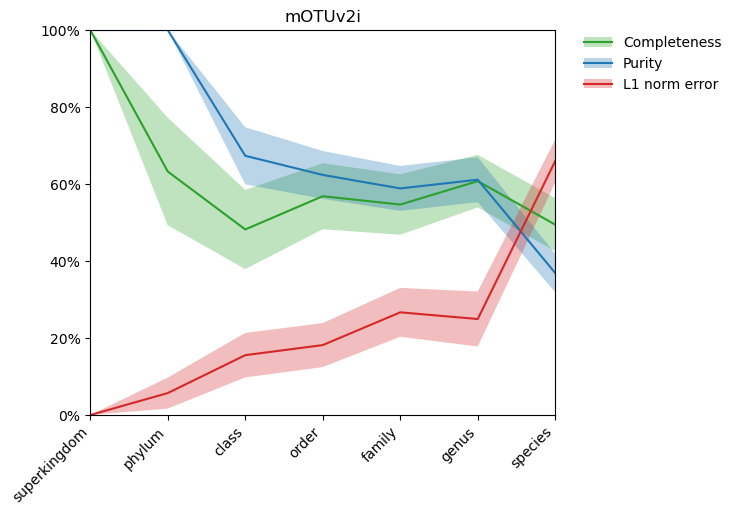 mOTUv2i
100%
80%
60%
40%
20%
0%
superkingdom
phylum
class
order
family
genus
species
Completeness
Purity
L1 norm error